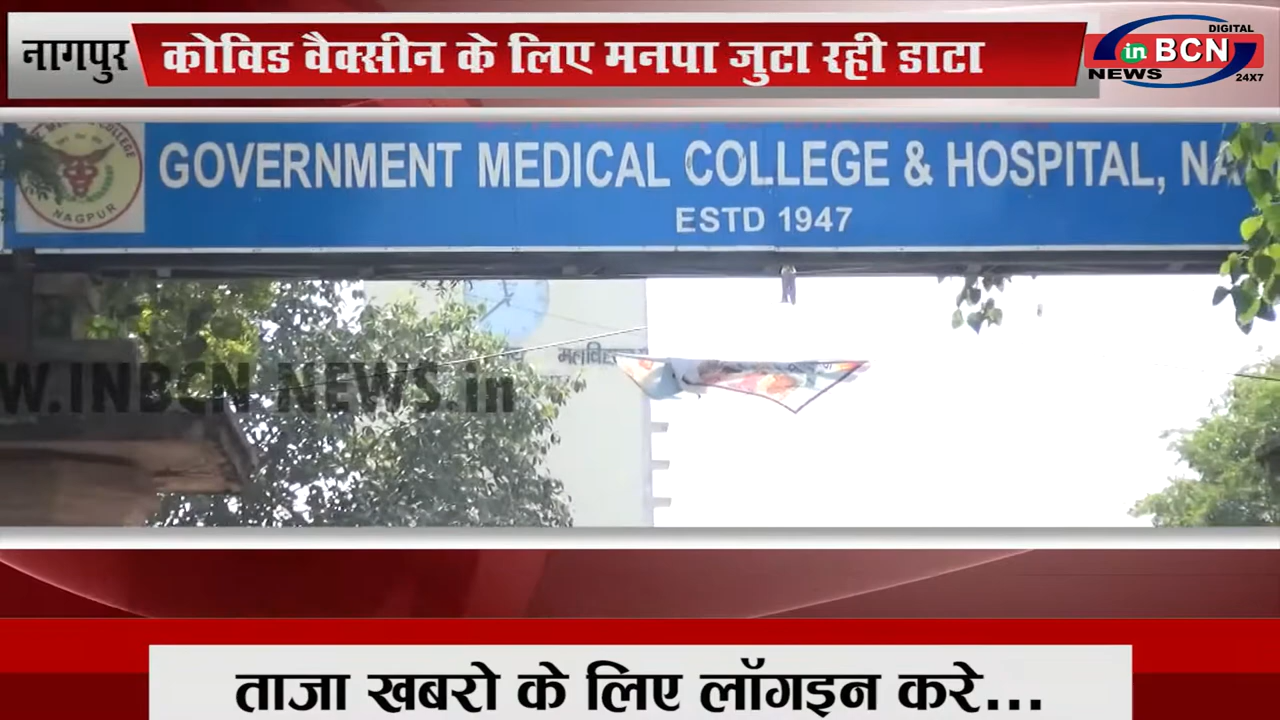 नागपुर
कोविड वैक्सीन के लिए मनपा जुटा रही डाटा
DIGITAL
in BCN
NEWS
24X7
GOVERNMENT MEDICAL COLLEGE & HOSPITAL, NA
ESTD 1947
NAGPUR
W.INBCN NEWS.in
ताजा खबरो के लिए लॉगइन करे...